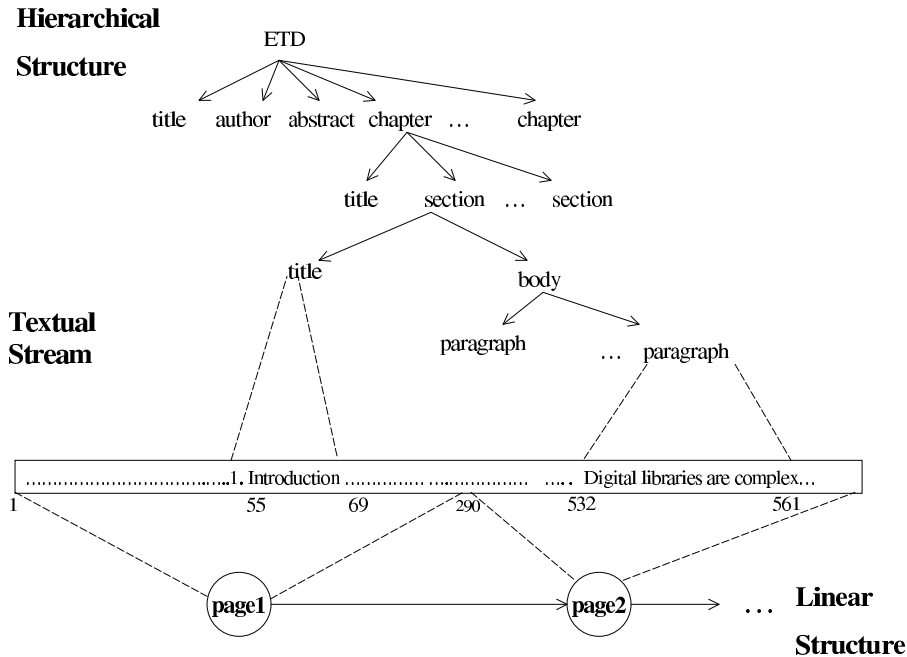 Hierarchical
Structure
ETD
title author abstract chapter ... chapter
title section ... section
title
body
Textual
Stream
paragraph ... paragraph
.......................................1. Introduction .................. ....................... ...... Digital libraries are complex...
1 55 69 290 532 561
page1 page2 ... Linear
Structure